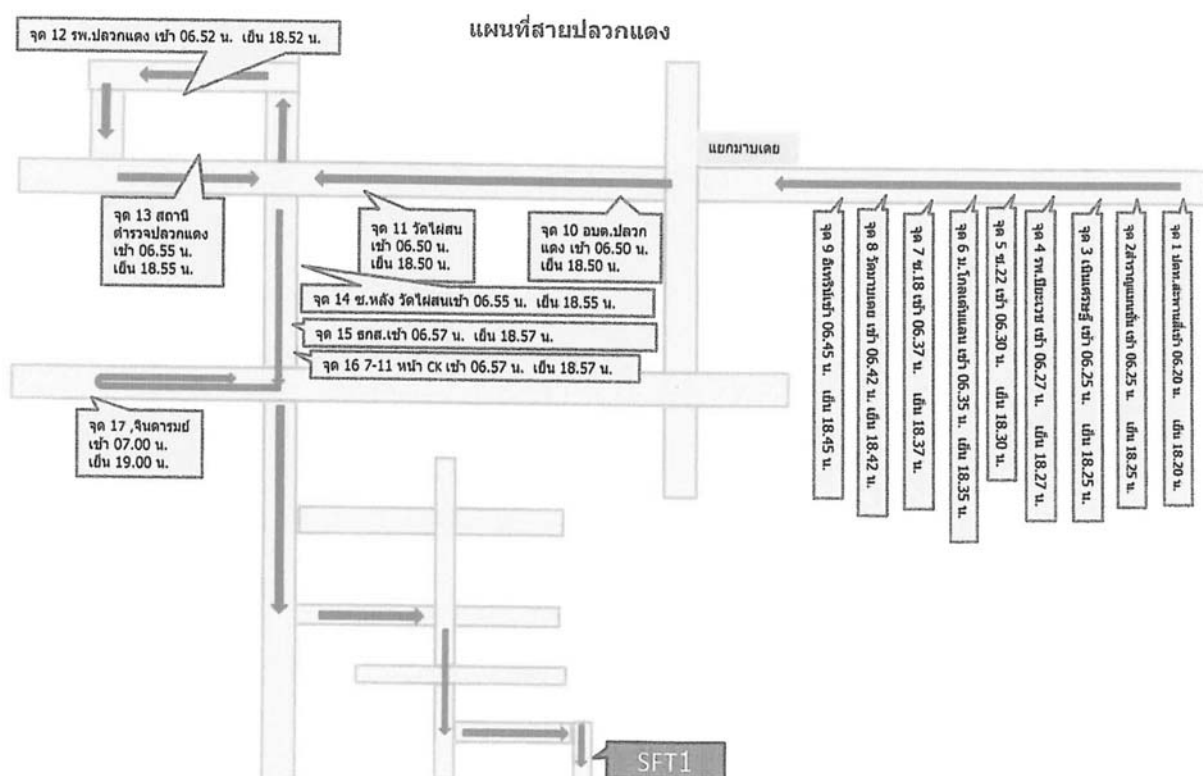 แผนที่สายปลวกแดง
จุด 12 รพ.ปลวกแดง เช้า 06.52 น. เย็น 18.52 น.
แยกมาบเตย
จุด 13 สถานี
ตำรวจปลวกแดง
เช้า 06.55 น.
เย็น 18.55 น.
จุด 11 วัดไผ่สน
เช้า 06.50 น.
เย็น 18.50 น.
จุด 10 อบต.ปลวก
แดง เช้า 06.50 น.
เย็น 18.50 น.
จุด 9 อิเทริน์เช้า 06.45 น. เย็น 18.45 น.
จุด 8 วัดมาบเตย เช้า 06.42 น. เย็น 18.42 น.
จุด 7 ซ.18 เช้า 06.37 น. เย็น 18.37 น.
จุด 6 ม.โกลเด้นแลน เช้า 06.35 น. เย็น 18.35 น.
จุด 5 ซ.22 เช้า 06.30 น. เย็น 18.30 น.
จุด 4 รพ.ปิยะเวช เช้า 06.27 น. เย็น 18.27 น.
จุด 3 เนินเศรษฐี เช้า 06.25 น. เย็น 18.25 น.
จุด 2สำราญแมนชั่น เช้า 06.25 น. เย็น 18.25 น.
จุด 1 ปตท.สะพานสี่เช้า 06.20 น. เย็น 18.20 น.
จุด 14 ซ.หลัง วัดไผ่สนเช้า 06.55 น. เย็น 18.55 น.
จุด 15 ธกส.เช้า 06.57 น. เย็น 18.57 น.
จุด 16 7-11 หน้า CK เช้า 06.57 น. เย็น 18.57 น.
จุด 17 ,จินดารมย์
เช้า 07.00 น.
เย็น 19.00 น.
SFT1